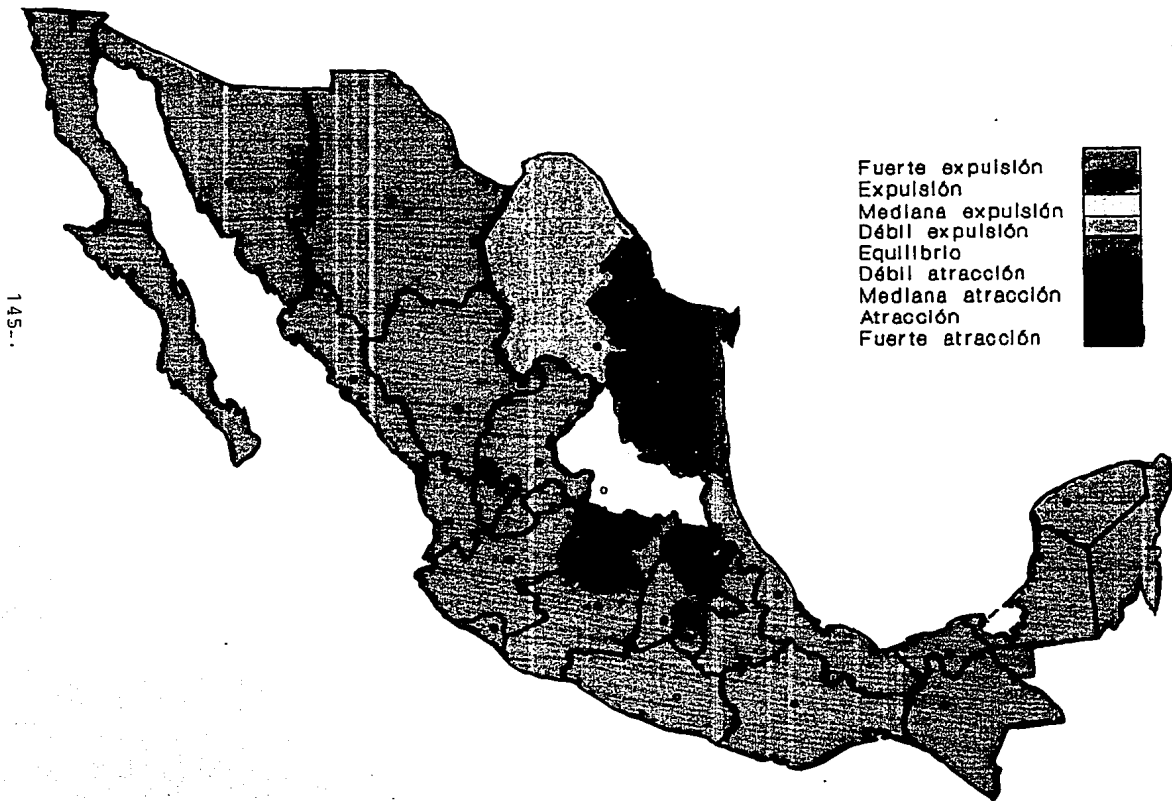 Fuerte expulsión
Expulsión
Mediana expulsión
Débil expulsión
Equilibrio
Débil atracción
Mediana atracción
Atracción
Fuerte atracción
145-.